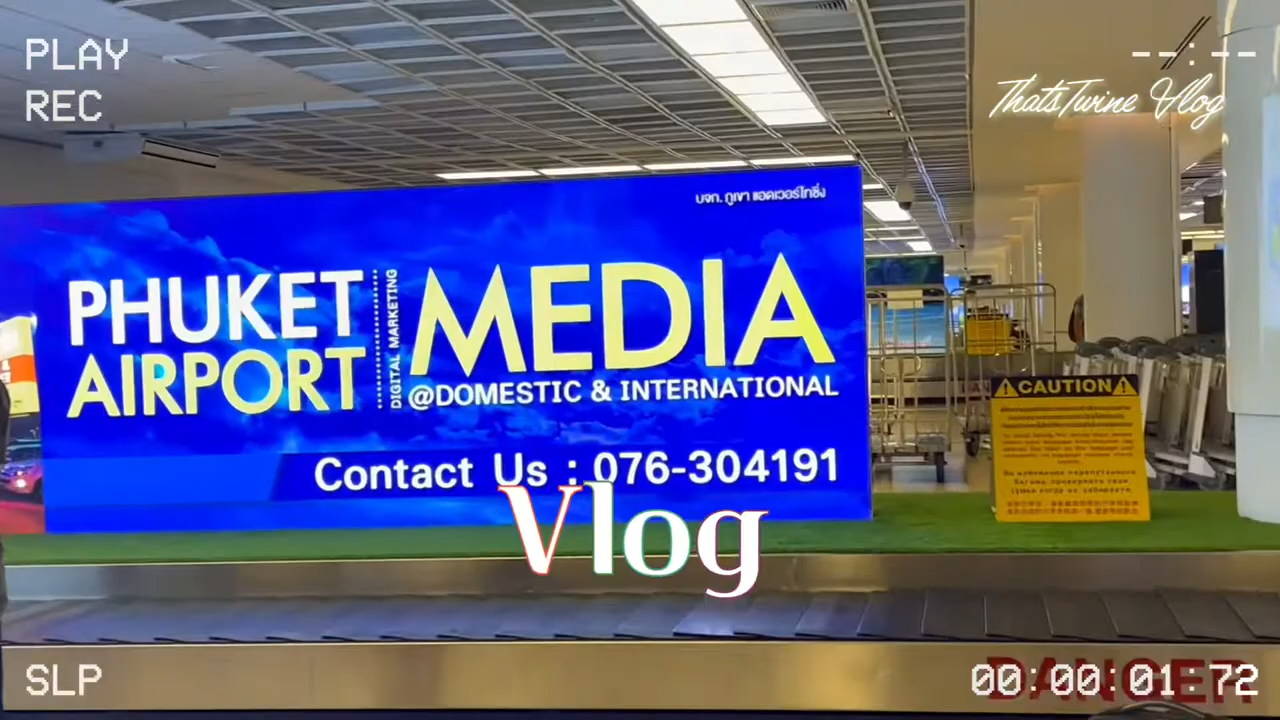 PLAY
REC
--:--
ThatsTwine Vlog
บจก. ภูเขา แอดเวอร์ไทซิ่ง
PHUKET
AIRPORT
DIGITAL MARKETING
MEDIA
@DOMESTIC & INTERNATIONAL
Contact Us : 076-304191
CAUTION
Vlog
SLP
00:00:01:72
DANGER